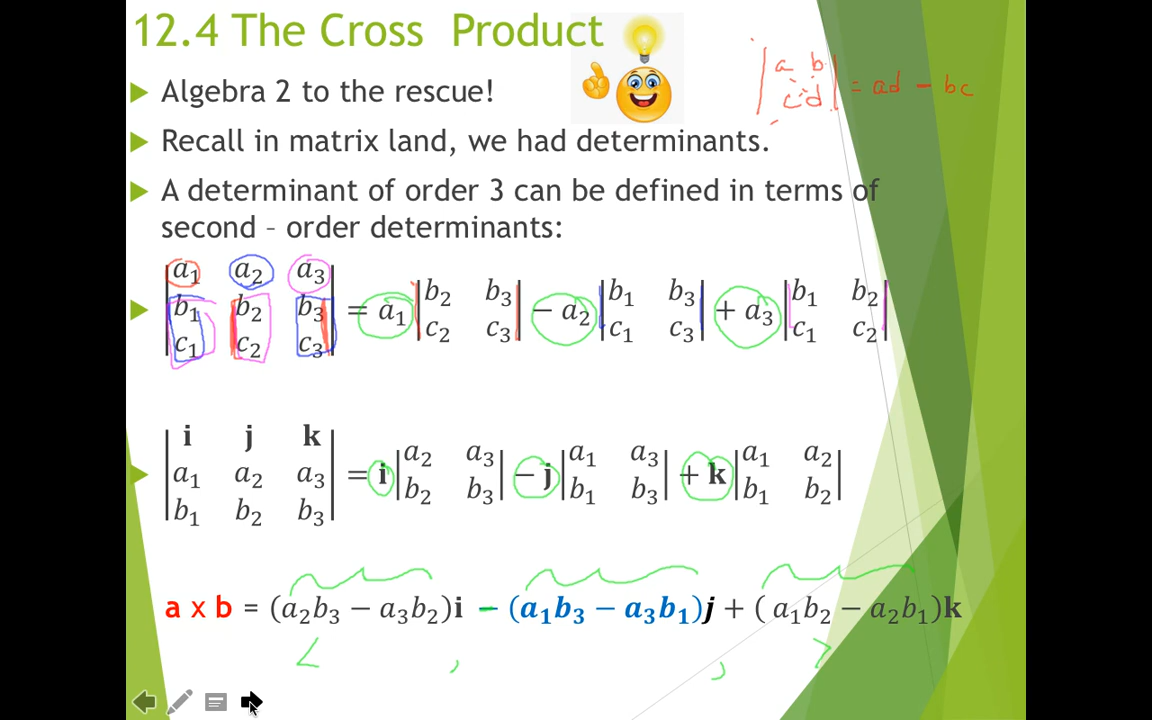 12.4 The Cross Product
|a b|
|c d| = ad - bc
Algebra 2 to the rescue!
Recall in matrix land, we had determinants.
A determinant of order 3 can be defined in terms of
second – order determinants:
|a₁ a₂ a₃|
|b₁ b₂ b₃| = a₁ |b₂ b₃| − a₂ |b₁ b₃| + a₃ |b₁ b₂|
|c₁ c₂ c₃| |c₂ c₃| |c₁ c₃| |c₁ c₂|
|i j k|
|a₁ a₂ a₃| = i |a₂ a₃| − j |a₁ a₃| + k |a₁ a₂|
|b₁ b₂ b₃| |b₂ b₃| |b₁ b₃| |b₁ b₂|
a x b = (a₂b₃ − a₃b₂)i − (a₁b₃ − a₃b₁)j + ( a₁b₂ − a₂b₁)k
< , , >